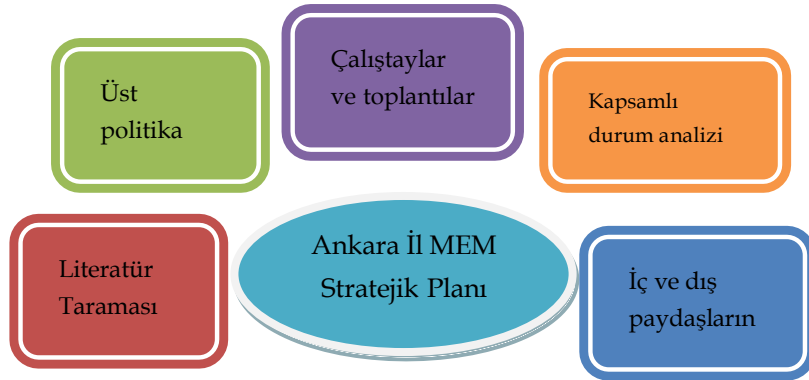 Üst
politika
Çalıştaylar
ve toplantılar
Kapsamlı
durum analizi
Literatür
Taraması
Ankara İl MEM
Stratejik Planı
İç ve dış
paydaşların